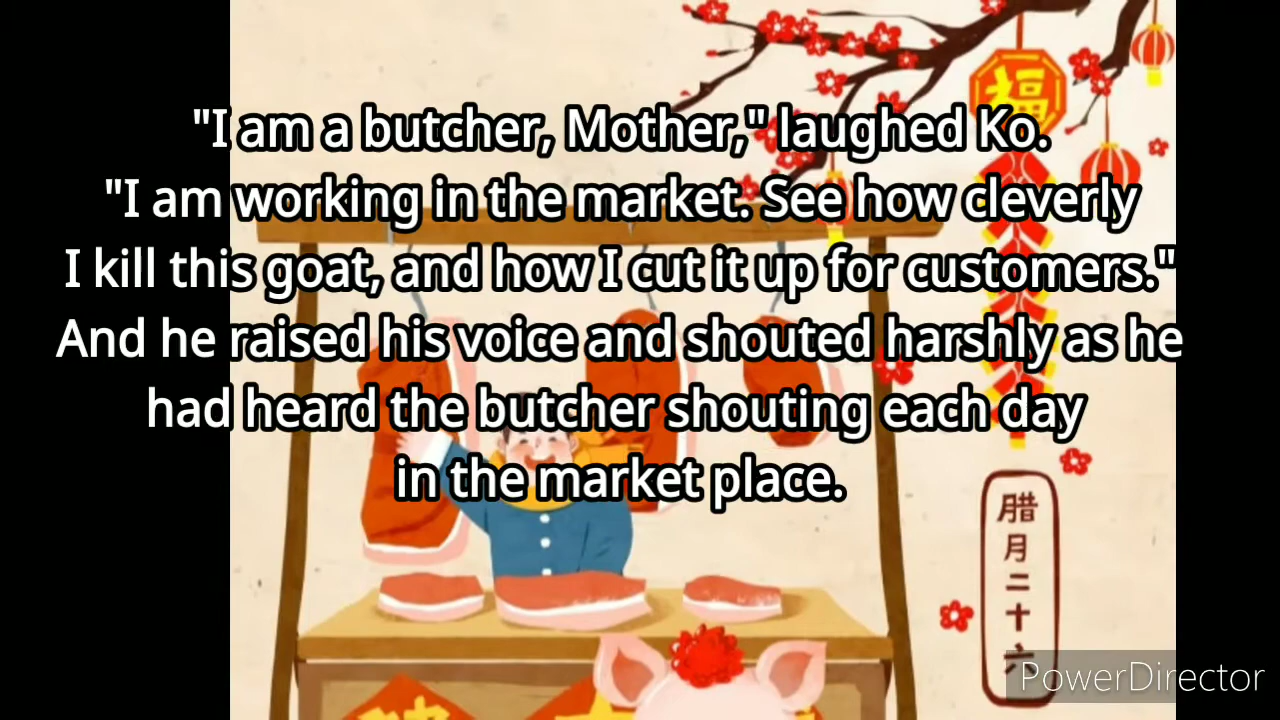 "I am a butcher, Mother," laughed Ko.
"I am working in the market. See how cleverly
I kill this goat, and how I cut it up for customers."
And he raised his voice and shouted harshly as he
had heard the butcher shouting each day
in the market place.
福
腊月二十六
PowerDirector